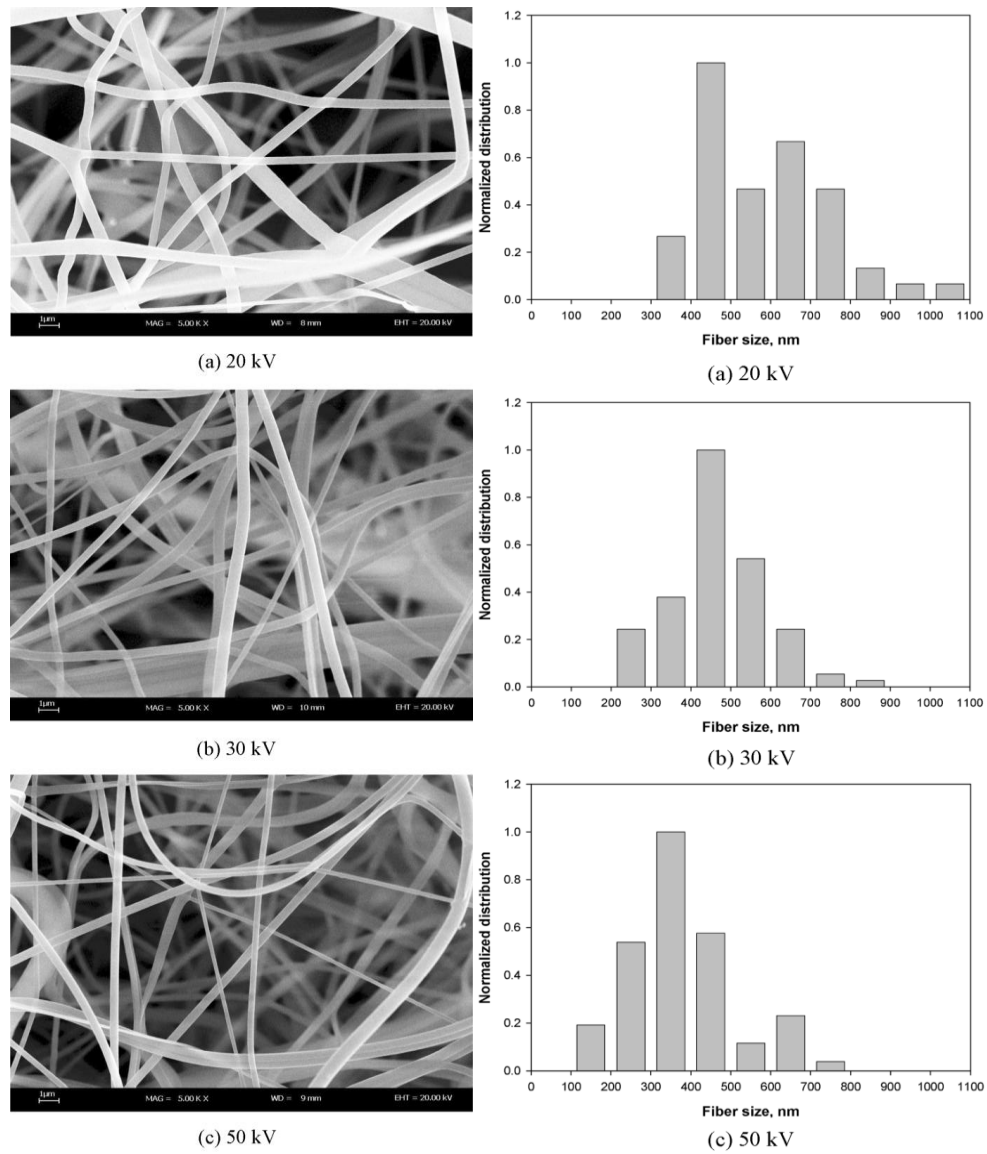 1μm MAG = 5.00 K X WD = 8 mm EHT = 20.00 kV
(a) 20 kV
1.2
1.0
0.8
0.6
0.4
0.2
0.0
Normalized distribution
0 100 200 300 400 500 600 700 800 900 1000 1100
Fiber size, nm
(a) 20 kV
1μm MAG = 5.00 K X WD = 10 mm EHT = 20.00 kV
(b) 30 kV
1.2
1.0
0.8
0.6
0.4
0.2
0.0
Normalized distribution
0 100 200 300 400 500 600 700 800 900 1000 1100
Fiber size, nm
(b) 30 kV
1μm MAG = 5.00 K X WD = 9 mm EHT = 20.00 kV
(c) 50 kV
1.2
1.0
0.8
0.6
0.4
0.2
0.0
Normalized distribution
0 100 200 300 400 500 600 700 800 900 1000 1100
Fiber size, nm
(c) 50 kV